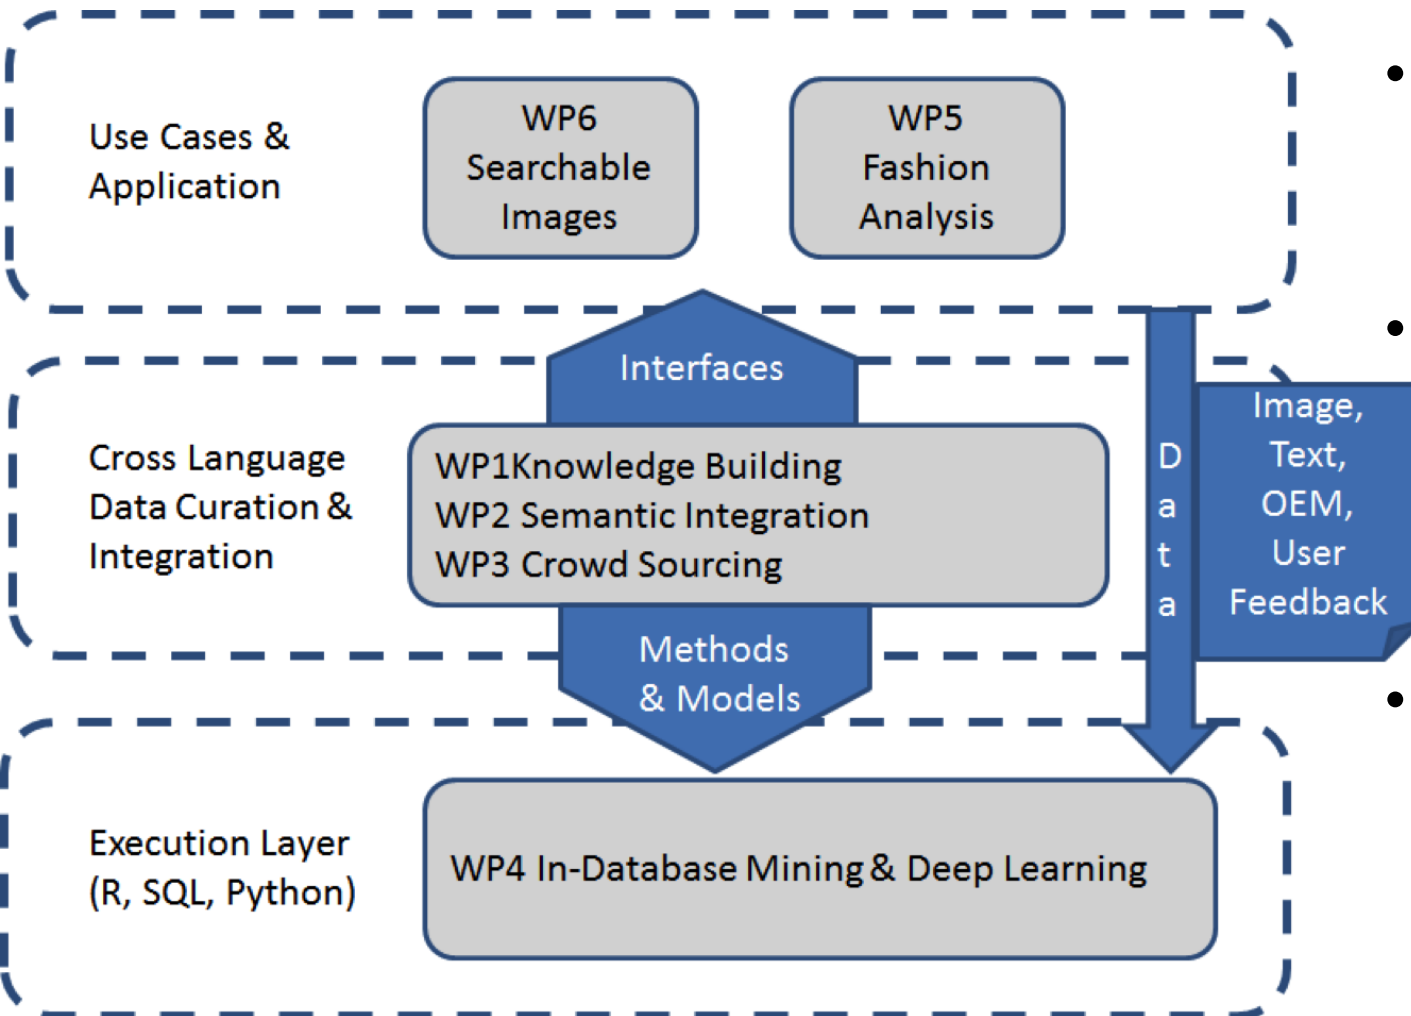 Use Cases &
Application
WP6
Searchable
Images
WP5
Fashion
Analysis
Interfaces
Cross Language
Data Curation &
Integration
WP1Knowledge Building
WP2 Semantic Integration
WP3 Crowd Sourcing
D
a
t
a
Image,
Text,
OEM,
User
Feedback
Methods
& Models
Execution Layer
(R, SQL, Python)
WP4 In-Database Mining & Deep Learning